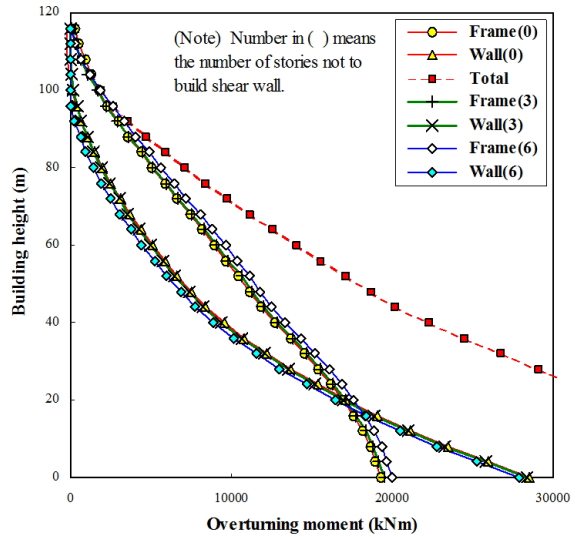 120
100
80
60
40
20
0
Building height (m)
(Note) Number in ( ) means
the number of stories not to
build shear wall.
Frame(0)
Wall(0)
Total
Frame(3)
Wall(3)
Frame(6)
Wall(6)
0
10000
20000
30000
Overturning moment (kNm)